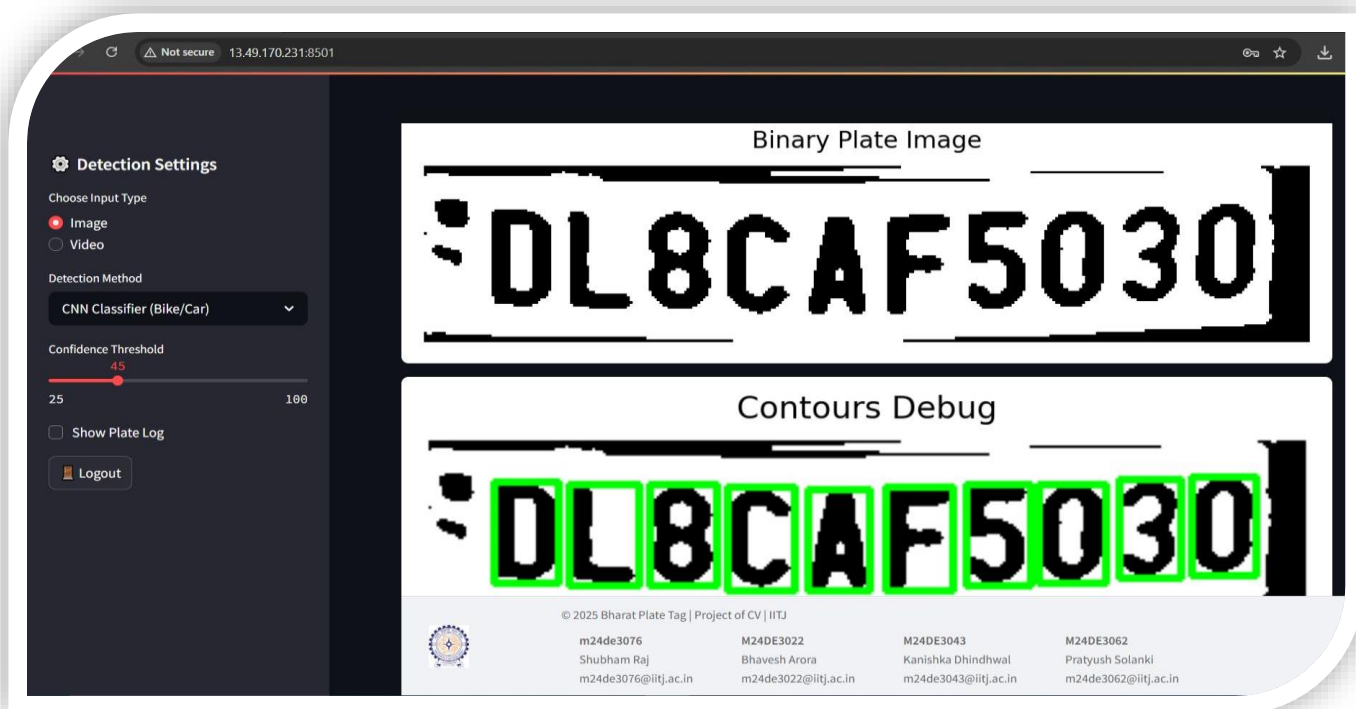 Not secure 13.49.170.231:8501
Detection Settings
Choose Input Type
Image
Video
Detection Method
CNN Classifier (Bike/Car)
Confidence Threshold
45
25 100
Show Plate Log
Logout
Binary Plate Image
DL8CAF5030
Contours Debug
DL8CAF5030
© 2025 Bharat Plate Tag | Project of CV | IITJ
m24de3076 M24DE3022 M24DE3043 M24DE3062
Shubham Raj Bhavesh Arora Kanishka Dhindhwal Pratyush Solanki
m24de3076@iitj.ac.in m24de3022@iitj.ac.in m24de3043@iitj.ac.in m24de3062@iitj.ac.in